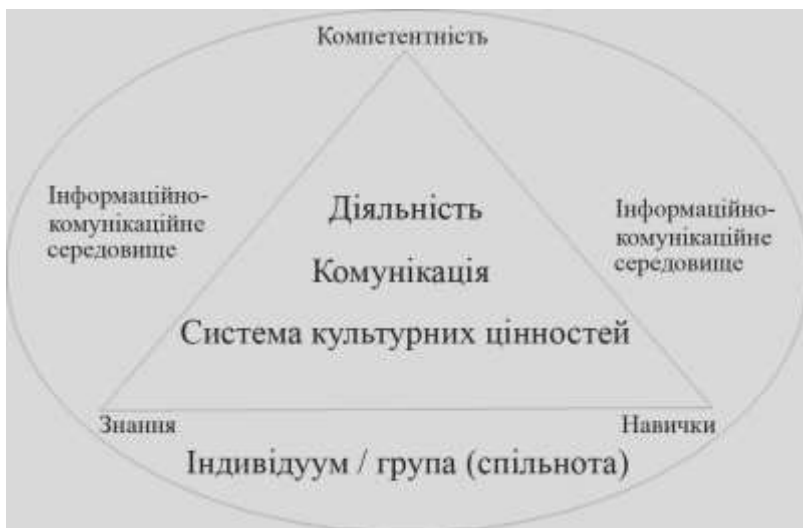 Компетентність
Інформаційно-
комунікаційне
середовище
Діяльність
Комунікація
Система культурних цінностей
Інформаційно-
комунікаційне
середовище
Знання
Навички
Індивідуум / група (спільнота)